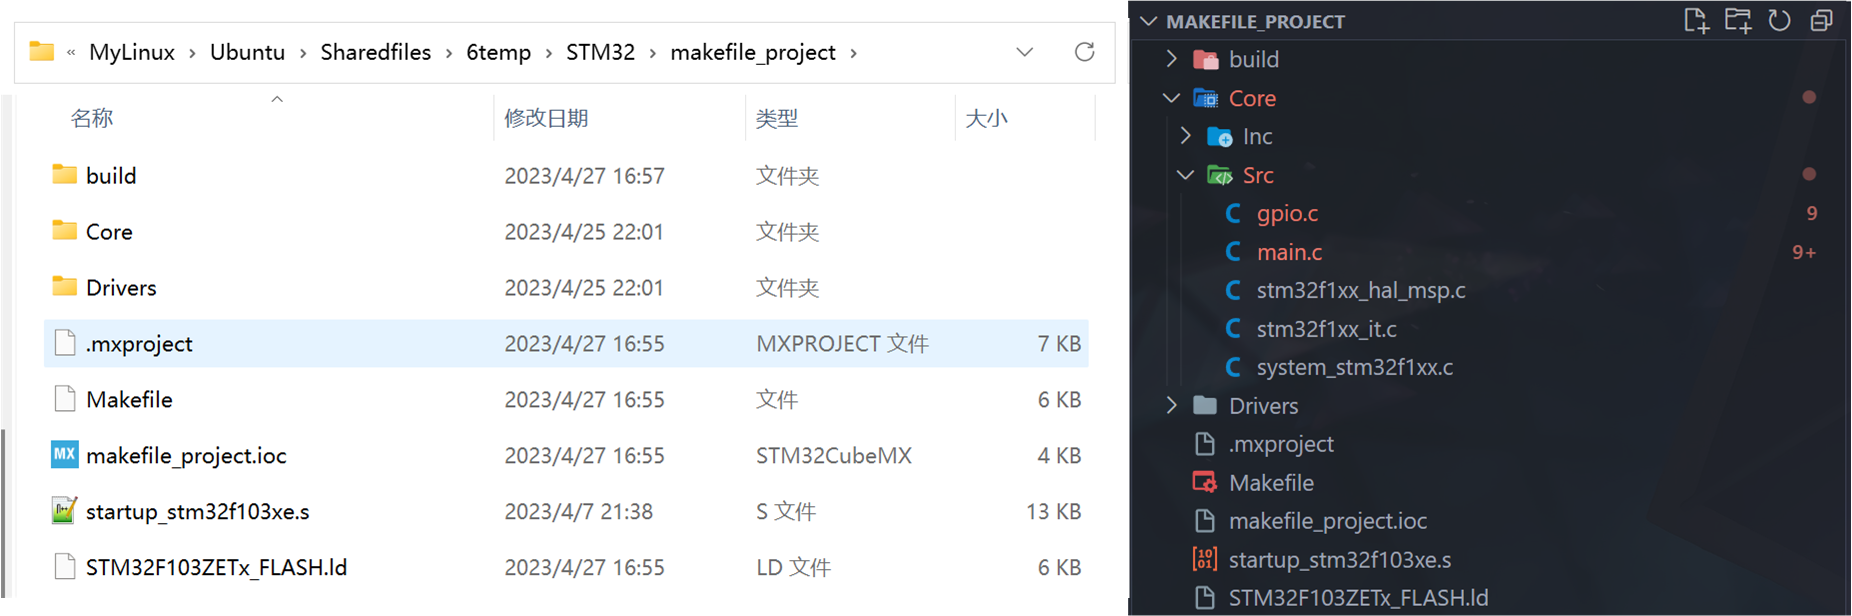 « MyLinux › Ubuntu › Sharedfiles › 6temp › STM32 › makefile_project ›
名称 修改日期 类型 大小
build 2023/4/27 16:57 文件夹
Core 2023/4/25 22:01 文件夹
Drivers 2023/4/25 22:01 文件夹
.mxproject 2023/4/27 16:55 MXPROJECT 文件 7 KB
Makefile 2023/4/27 16:55 文件 6 KB
MX makefile_project.ioc 2023/4/27 16:55 STM32CubeMX 4 KB
startup_stm32f103xe.s 2023/4/7 21:38 S 文件 13 KB
STM32F103ZETx_FLASH.ld 2023/4/27 16:55 LD 文件 6 KB
MAKEFILE_PROJECT
build
Core
Inc
Src
C gpio.c 9
C main.c 9+
C stm32f1xx_hal_msp.c
C stm32f1xx_it.c
C system_stm32f1xx.c
Drivers
.mxproject
Makefile
makefile_project.ioc
startup_stm32f103xe.s
STM32F103ZETx_FLASH.ld